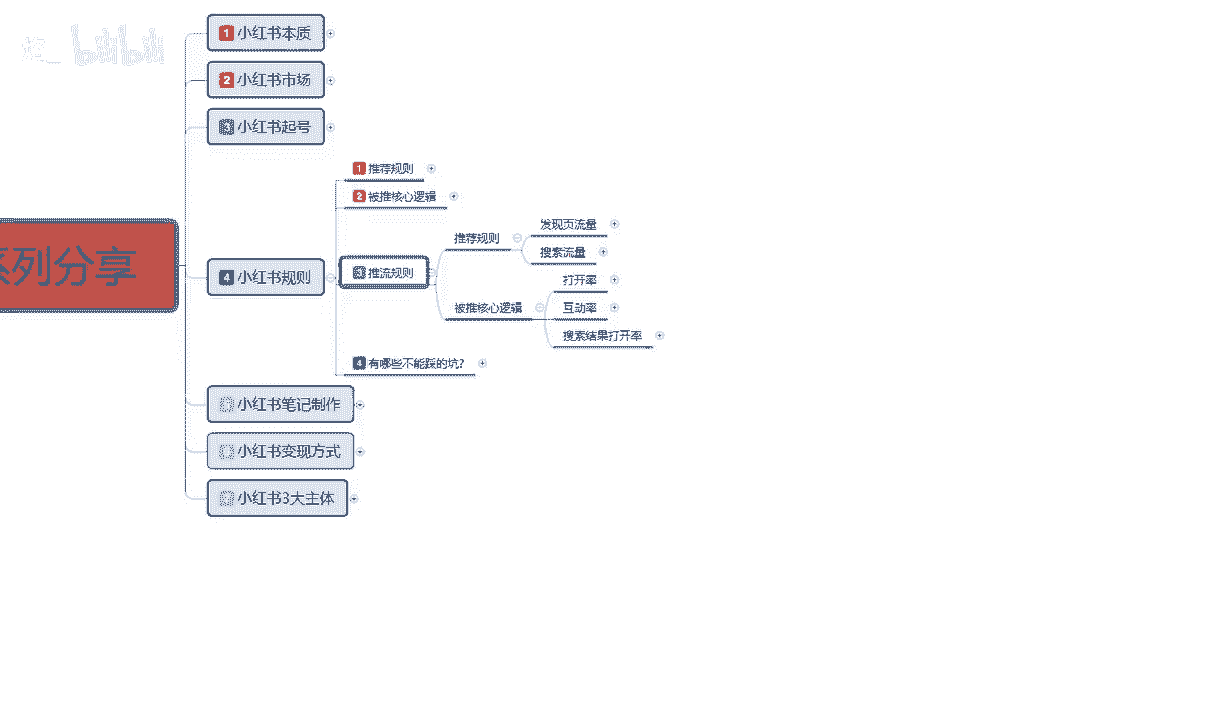 bilibili
系列分享
1 小红书本质
2 小红书市场
3 小红书起号
4 小红书规则
1 推荐规则
2 被推核心逻辑
3 推流规则
推荐规则
发现页流量
搜索流量
被推核心逻辑
打开率
互动率
搜索结果打开率
4 有哪些不能踩的坑?
小红书笔记制作
小红书变现方式
小红书3大主体